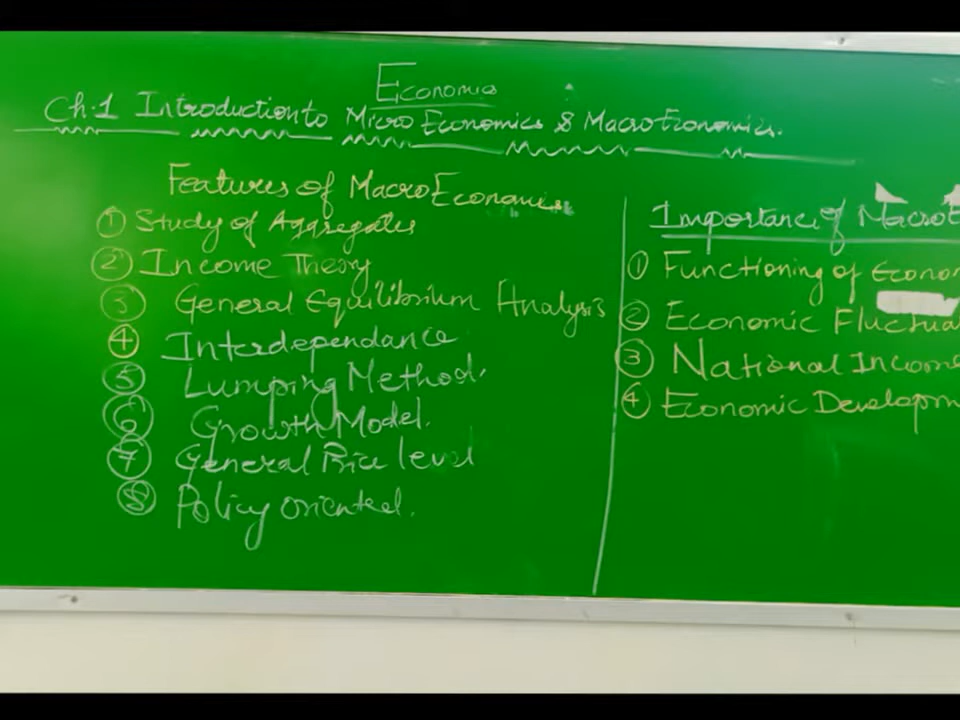 Economics
Ch.1 Introduction to Micro Economics & Macro Economics.
Features of Macro Economics
① Study of Aggregates
② Income Theory
③ General Equilibrium Analysis
④ Interdependance
⑤ Lumping Method.
⑥ Growth Model.
⑦ General Price level
⑧ Policy oriented.
Importance of MacroE
① Functioning of Econo
② Economic Fluctua
③ National Income
④ Economic Developm